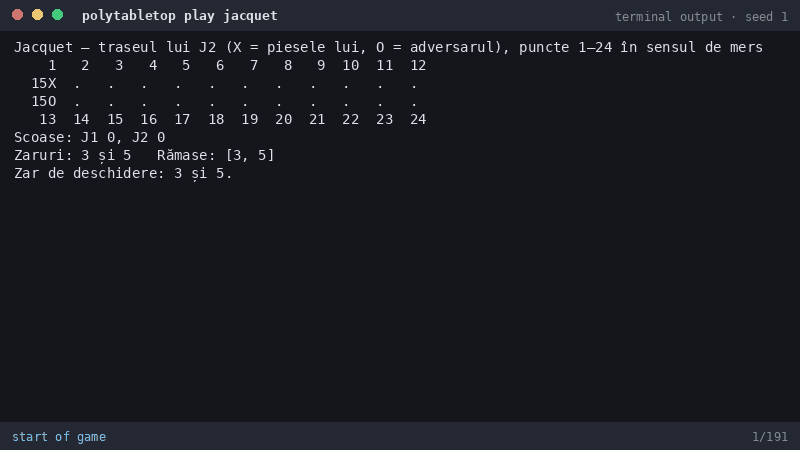 polytabletop play jacquet
terminal output · seed 1
Jacquet — traseul lui J2 (X = piesele lui, O = adversarul), puncte 1–24 în sensul de mers
1 2 3 4 5 6 7 8 9 10 11 12
15X . . . . . . . . . . .
15O . . . . . . . . . . .
13 14 15 16 17 18 19 20 21 22 23 24
Scoase: J1 0, J2 0
Zaruri: 3 și 5 Rămase: [3, 5]
Zar de deschidere: 3 și 5.
start of game
1/191